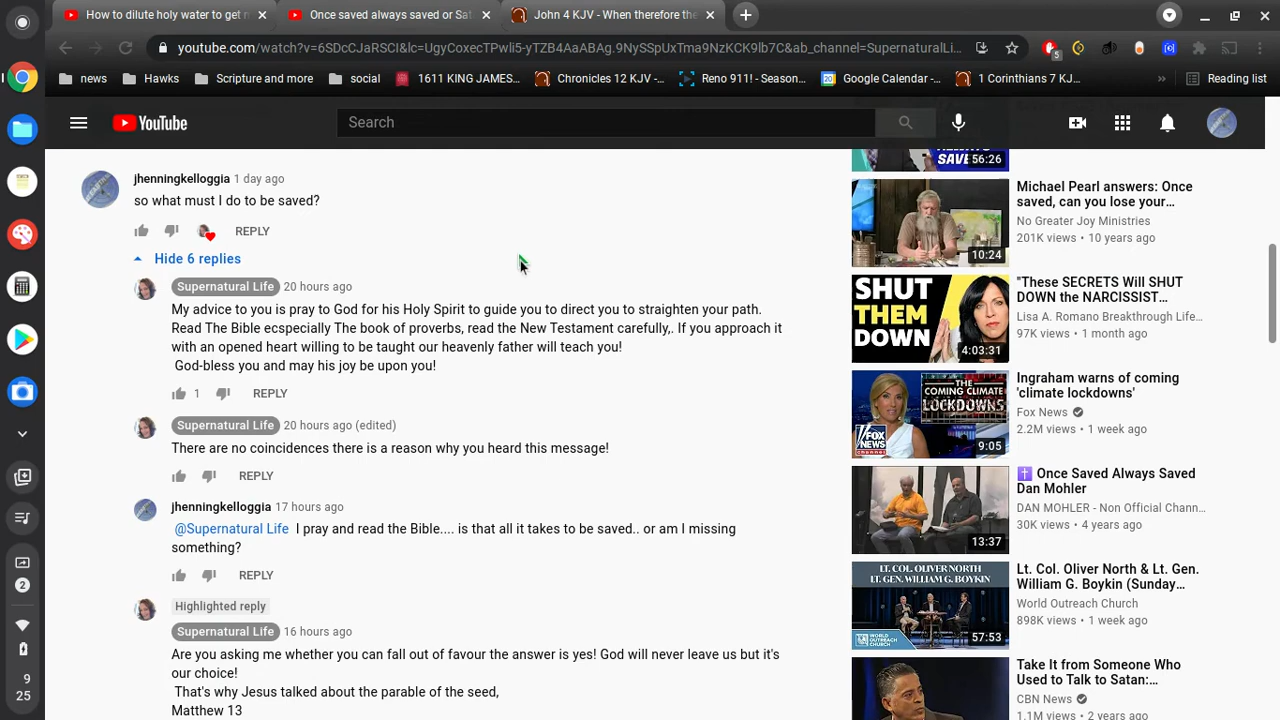 How to dilute holy water to get r
Once saved always saved or Sat
John 4 KJV - When therefore the
youtube.com/watch?v=6SDcCJaRSCI&lc=UgyCoxecTPwli5-yTZB4AaABAg.9NySSpUxTma9NzKCK9lb7C&ab_channel=SupernaturalLi...
5
news
Hawks
Scripture and more
social
1611 KING JAMES...
Chronicles 12 KJV -...
Reno 911! - Season...
Google Calendar -...
1 Corinthians 7 KJ...
»
Reading list
YouTube
Search
jhenningkelloggia 1 day ago
so what must I do to be saved?
REPLY
Hide 6 replies
Supernatural Life 20 hours ago
My advice to you is pray to God for his Holy Spirit to guide you to direct you to straighten your path.
Read The Bible ecspecially The book of proverbs, read the New Testament carefully,. If you approach it
with an opened heart willing to be taught our heavenly father will teach you!
God-bless you and may his joy be upon you!
1 REPLY
Supernatural Life 20 hours ago (edited)
There are no coincidences there is a reason why you heard this message!
REPLY
jhenningkelloggia 17 hours ago
@Supernatural Life I pray and read the Bible.... is that all it takes to be saved.. or am I missing
something?
REPLY
Highlighted reply
Supernatural Life 16 hours ago
Are you asking me whether you can fall out of favour the answer is yes! God will never leave us but it's
our choice!
That's why Jesus talked about the parable of the seed,
Matthew 13
SAVE
56:26
Michael Pearl answers: Once
saved, can you lose your...
No Greater Joy Ministries
201K views • 10 years ago
10:24
"These SECRETS Will SHUT
DOWN the NARCISSIST...
Lisa A. Romano Breakthrough Life...
97K views • 1 month ago
SHUT
THEM
DOWN
4:03:31
Ingraham warns of coming
'climate lockdowns'
Fox News
2.2M views • 1 week ago
THE
COMING CLIMATE
LOCKDOWNS
FOX
NEWS
9:05
Once Saved Always Saved
Dan Mohler
DAN MOHLER - Non Official Chann...
30K views • 4 years ago
13:37
Lt. Col. Oliver North & Lt. Gen.
William G. Boykin (Sunday...
World Outreach Church
898K views • 1 week ago
LT. COL. OLIVER NORTH
& LT. GEN. WILLIAM G. BOYKIN
57:53
Take It from Someone Who
Used to Talk to Satan:...
CBN News
1.1M views • 2 years ago
2
9
25